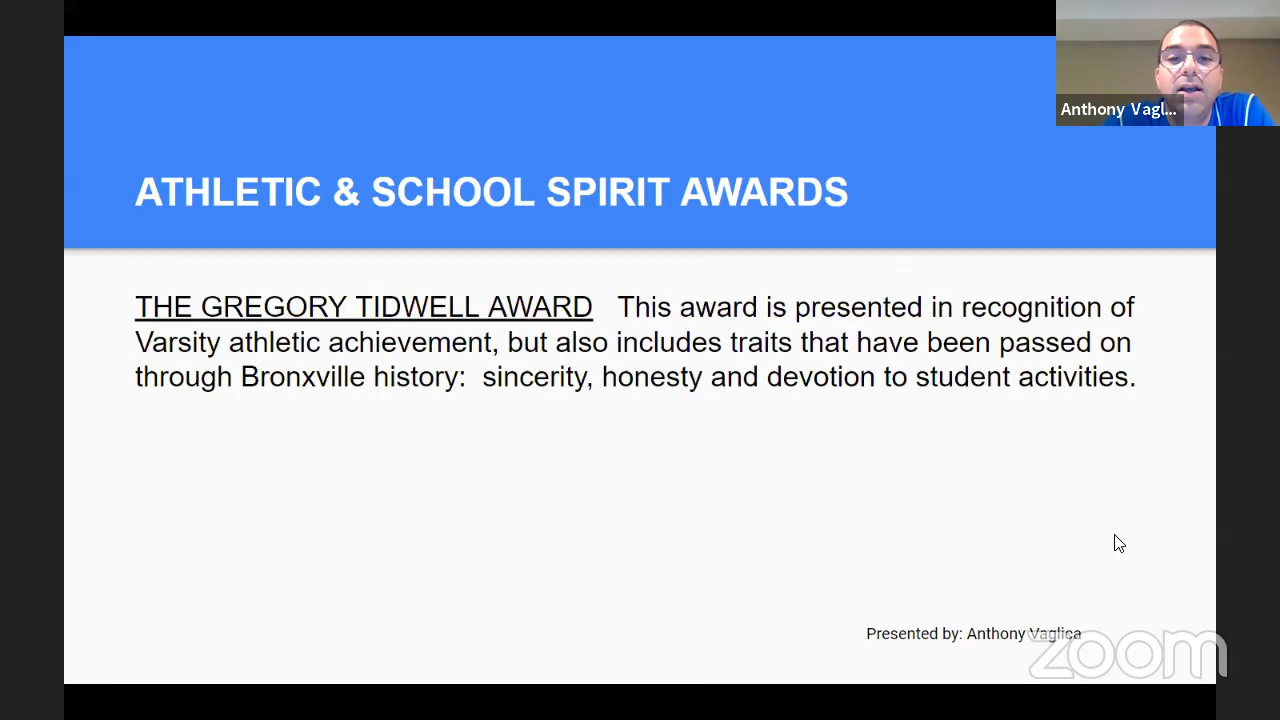 Anthony Vagl...
ATHLETIC & SCHOOL SPIRIT AWARDS
THE GREGORY TIDWELL AWARD This award is presented in recognition of
Varsity athletic achievement, but also includes traits that have been passed on
through Bronxville history: sincerity, honesty and devotion to student activities.
Presented by: Anthony Vaglica
zoom